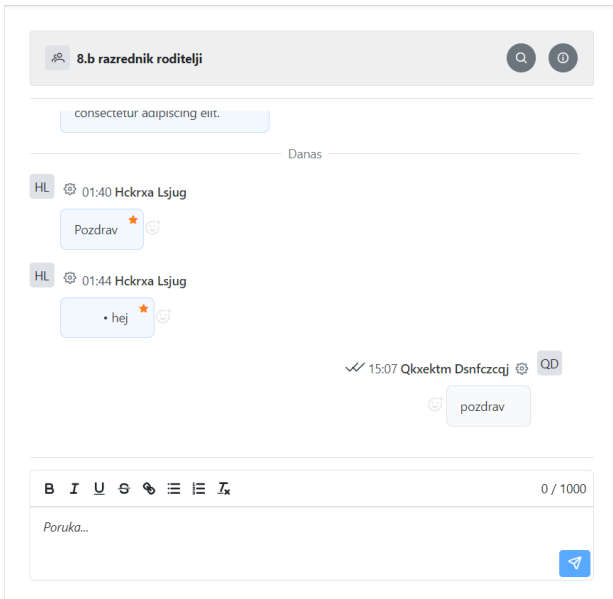 8.b razrednik roditelji
consectetur adipiscing elit.
Danas
HL 01:40 Hckrxa Lsjug
Pozdrav
HL 01:44 Hckrxa Lsjug
• hej
15:07 Qkxektm Dsnfczcqj QD
pozdrav
B I U S Tx 0 / 1000
Poruka...